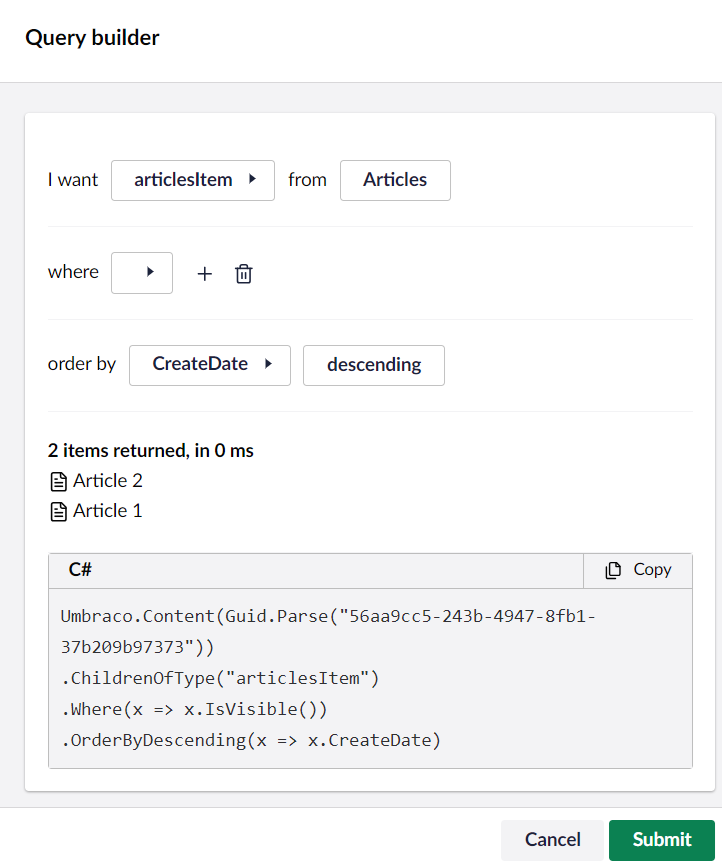 Query builder
I want articlesItem from Articles
where
order by CreateDate descending
2 items returned, in 0 ms
Article 2
Article 1
C# Copy
Umbraco.Content(Guid.Parse("56aa9cc5-243b-4947-8fb1-
37b209b97373"))
.ChildrenOfType("articlesItem")
.Where(x => x.IsVisible())
.OrderByDescending(x => x.CreateDate)
Cancel Submit